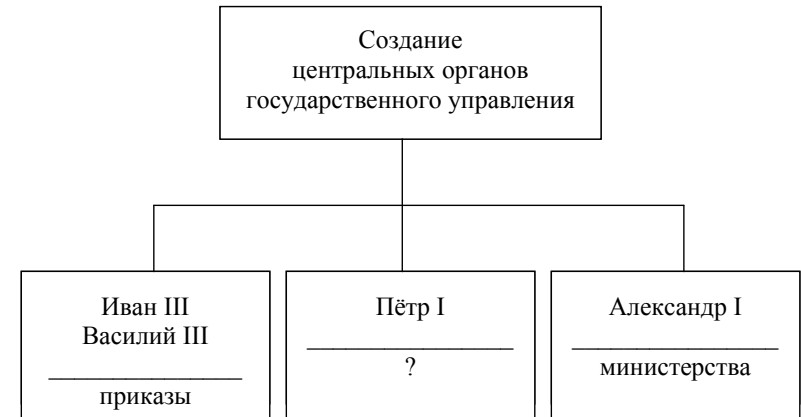 Создание
центральных органов
государственного управления
Иван III
Василий III
приказы
Пётр I
?
Александр I
министерства